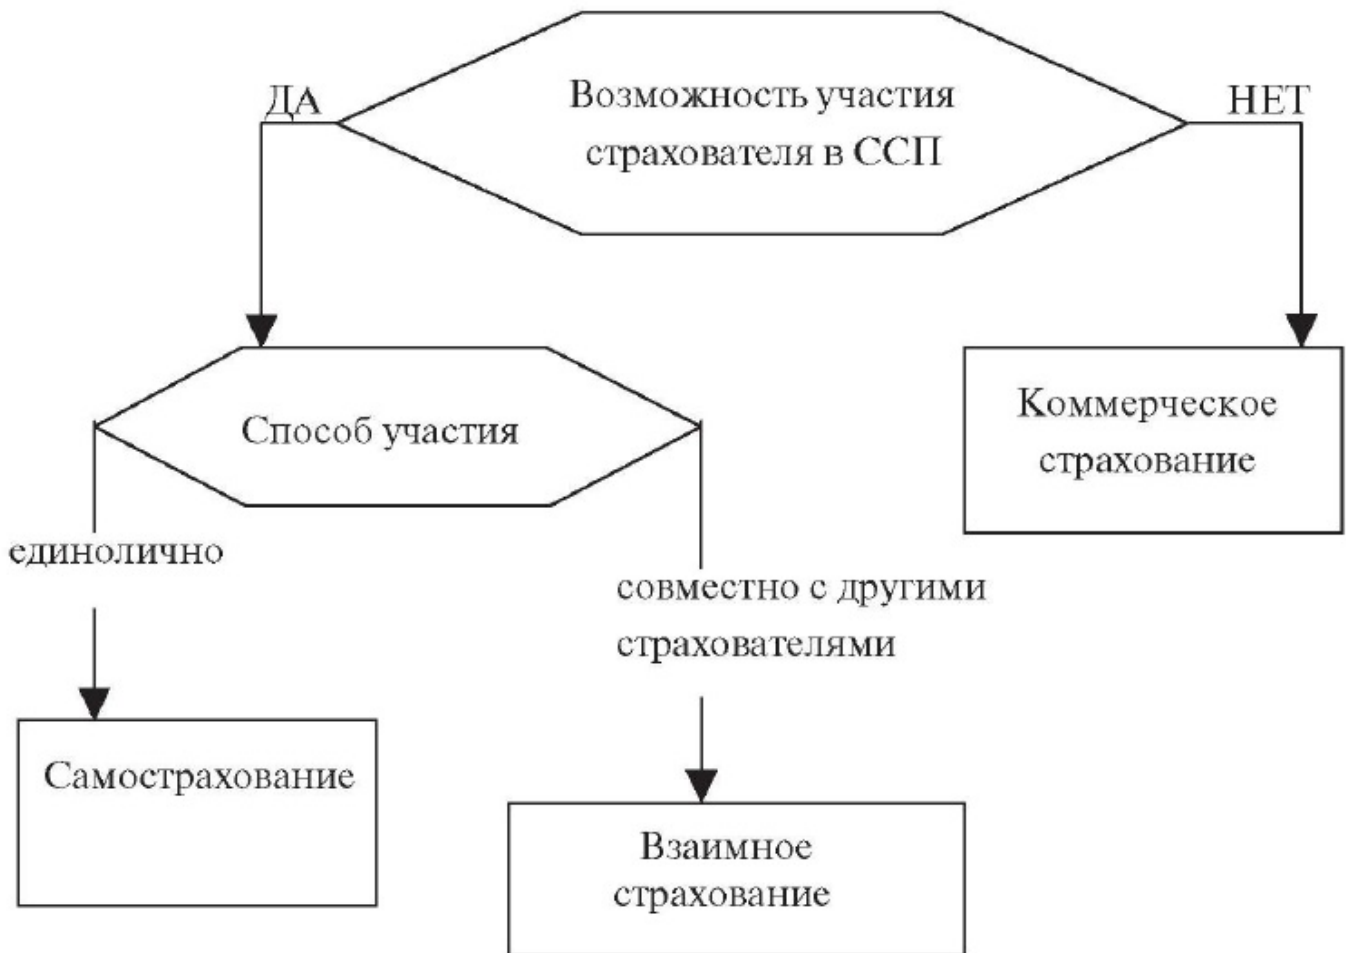 Возможность участия
страхователя в ССП
ДА
НЕТ
Способ участия
Коммерческое
страхование
единолично
совместно с другими
страхователями
Самострахование
Взаимное
страхование